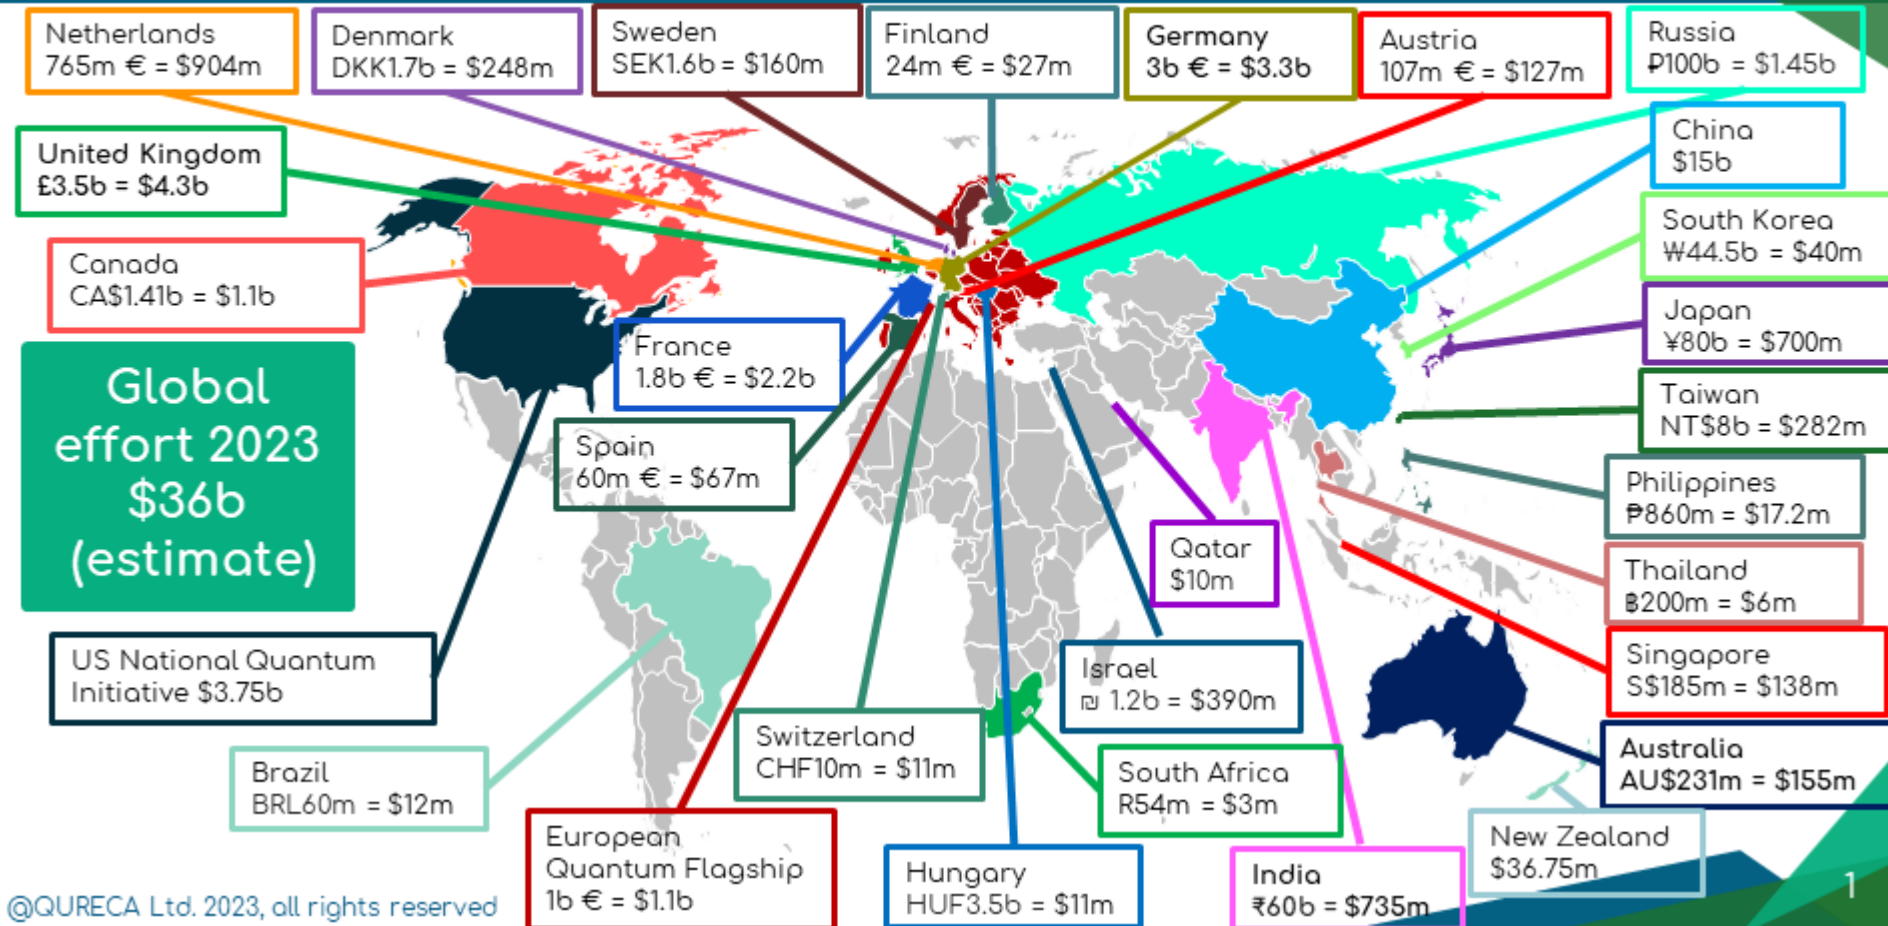 Netherlands
765m € = $904m
Denmark
DKK1.7b = $248m
Sweden
SEK1.6b = $160m
Finland
24m € = $27m
Germany
3b € = $3.3b
Austria
107m € = $127m
Russia
₽100b = $1.45b
United Kingdom
£3.5b = $4.3b
China
$15b
South Korea
₩44.5b = $40m
Canada
CA$1.41b = $1.1b
Japan
¥80b = $700m
France
1.8b € = $2.2b
Global
effort 2023
$36b
(estimate)
Taiwan
NT$8b = $282m
Spain
60m € = $67m
Philippines
₱860m = $17.2m
Qatar
$10m
Thailand
฿200m = $6m
US National Quantum
Initiative $3.75b
Israel
₪ 1.2b = $390m
Singapore
S$185m = $138m
Switzerland
CHF10m = $11m
Australia
AU$231m = $155m
Brazil
BRL60m = $12m
South Africa
R54m = $3m
European
Quantum Flagship
1b € = $1.1b
Hungary
HUF3.5b = $11m
India
₹60b = $735m
New Zealand
$36.75m
@QURECA Ltd. 2023, all rights reserved
1